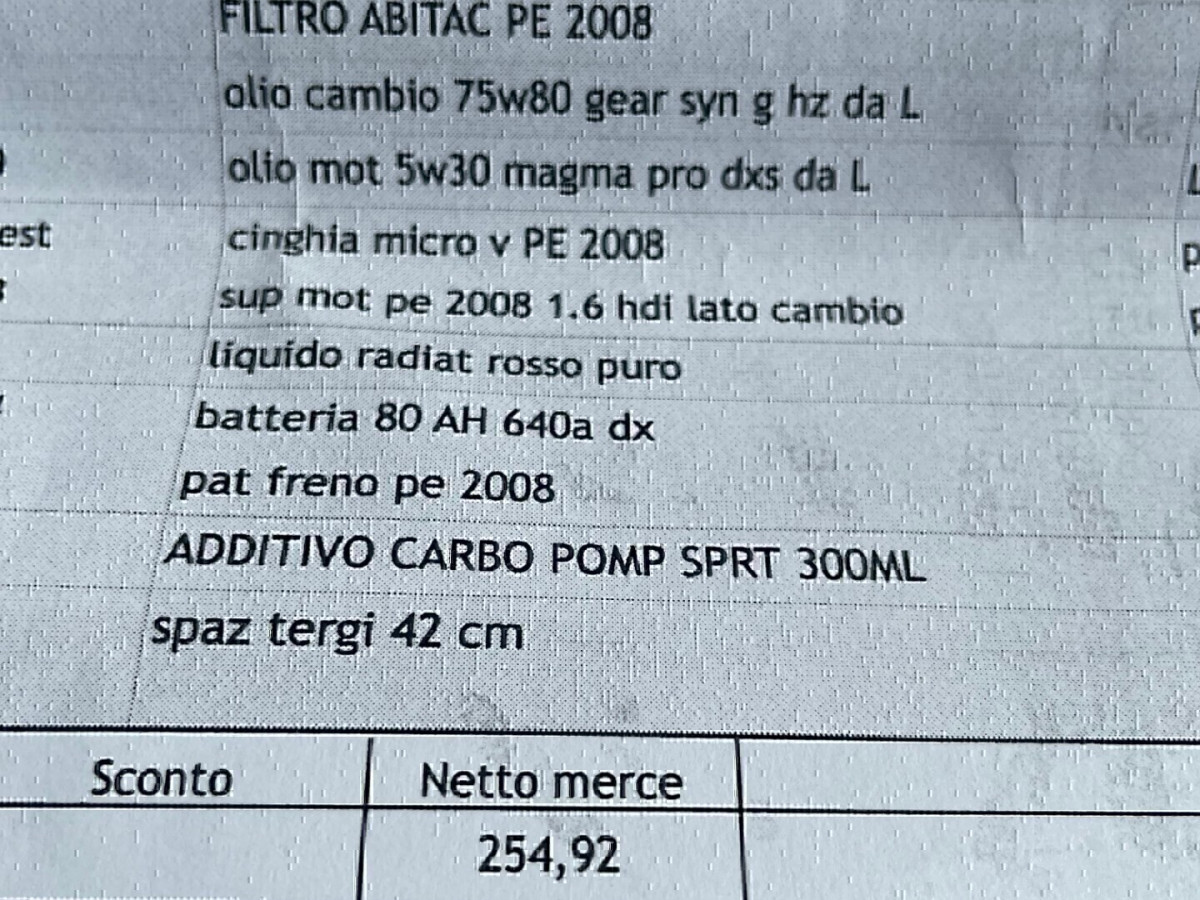 FILTRO ABITAC PE 2008
olio cambio 75w80 gear syn g hz da L
olio mot 5w30 magma pro dxs da L
est
cinghia micro v PE 2008
sup mot pe 2008 1.6 hdi lato cambio
liquido radiat rosso puro
batteria 80 AH 640a dx
pat freno pe 2008
ADDITIVO CARBO POMP SPRT 300ML
spaz tergi 42 cm
Sconto Netto merce
254,92